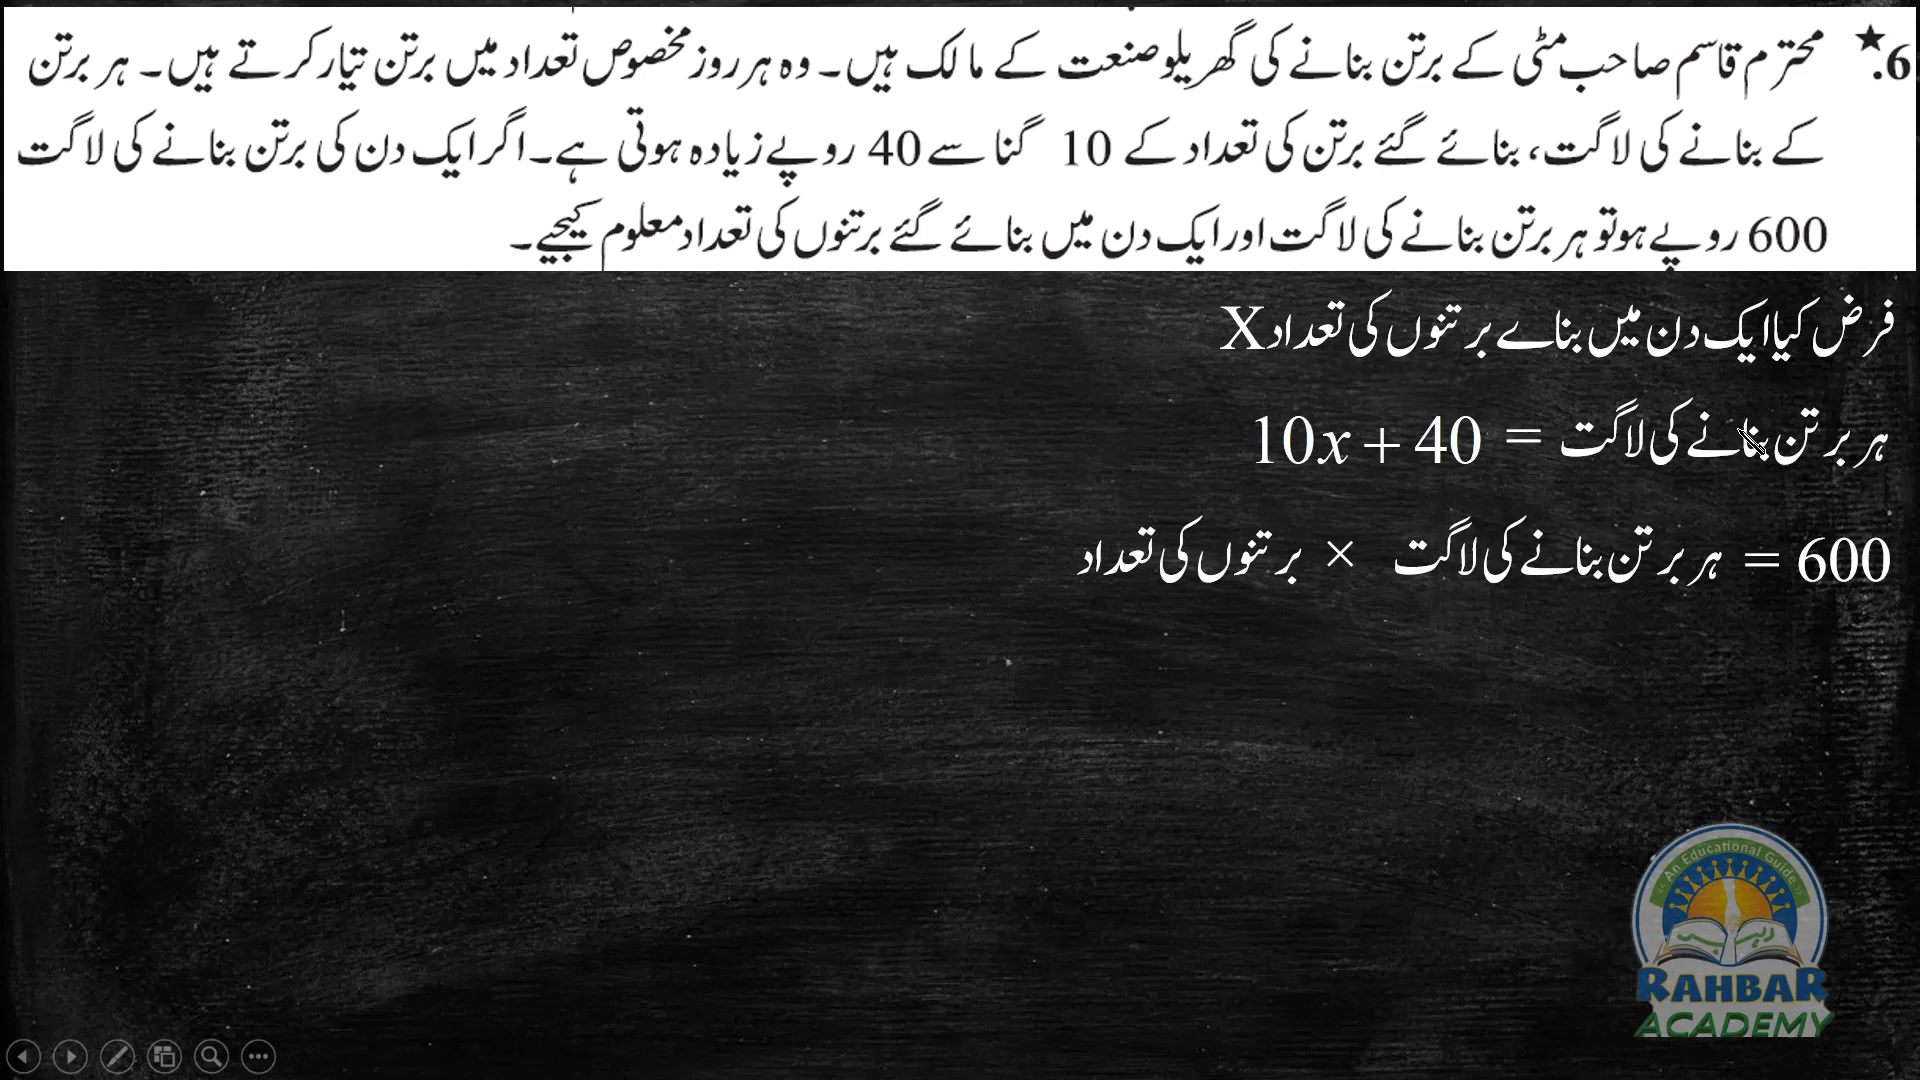 6.★ محترم قاسم صاحب مٹی کے برتن بنانے کی گھریلو صنعت کے مالک ہیں۔ وہ ہر روز مخصوص تعداد میں برتن تیار کرتے ہیں۔ ہر برتن
کے بنانے کی لاگت، بنائے گئے برتن کی تعداد کے 10 گنا سے 40 روپے زیادہ ہوتی ہے۔ اگر ایک دن کی برتن بنانے کی لاگت
600 روپے ہو تو ہر برتن بنانے کی لاگت اور ایک دن میں بنائے گئے برتنوں کی تعداد معلوم کیجیے۔
فرض کیا ایک دن میں بناے برتنوں کی تعداد X
ہر برتن بنانے کی لاگت = 10x + 40
600 = ہر برتن بنانے کی لاگت × برتنوں کی تعداد
An Educational Guide
رہبر
RAHBAR
ACADEMY